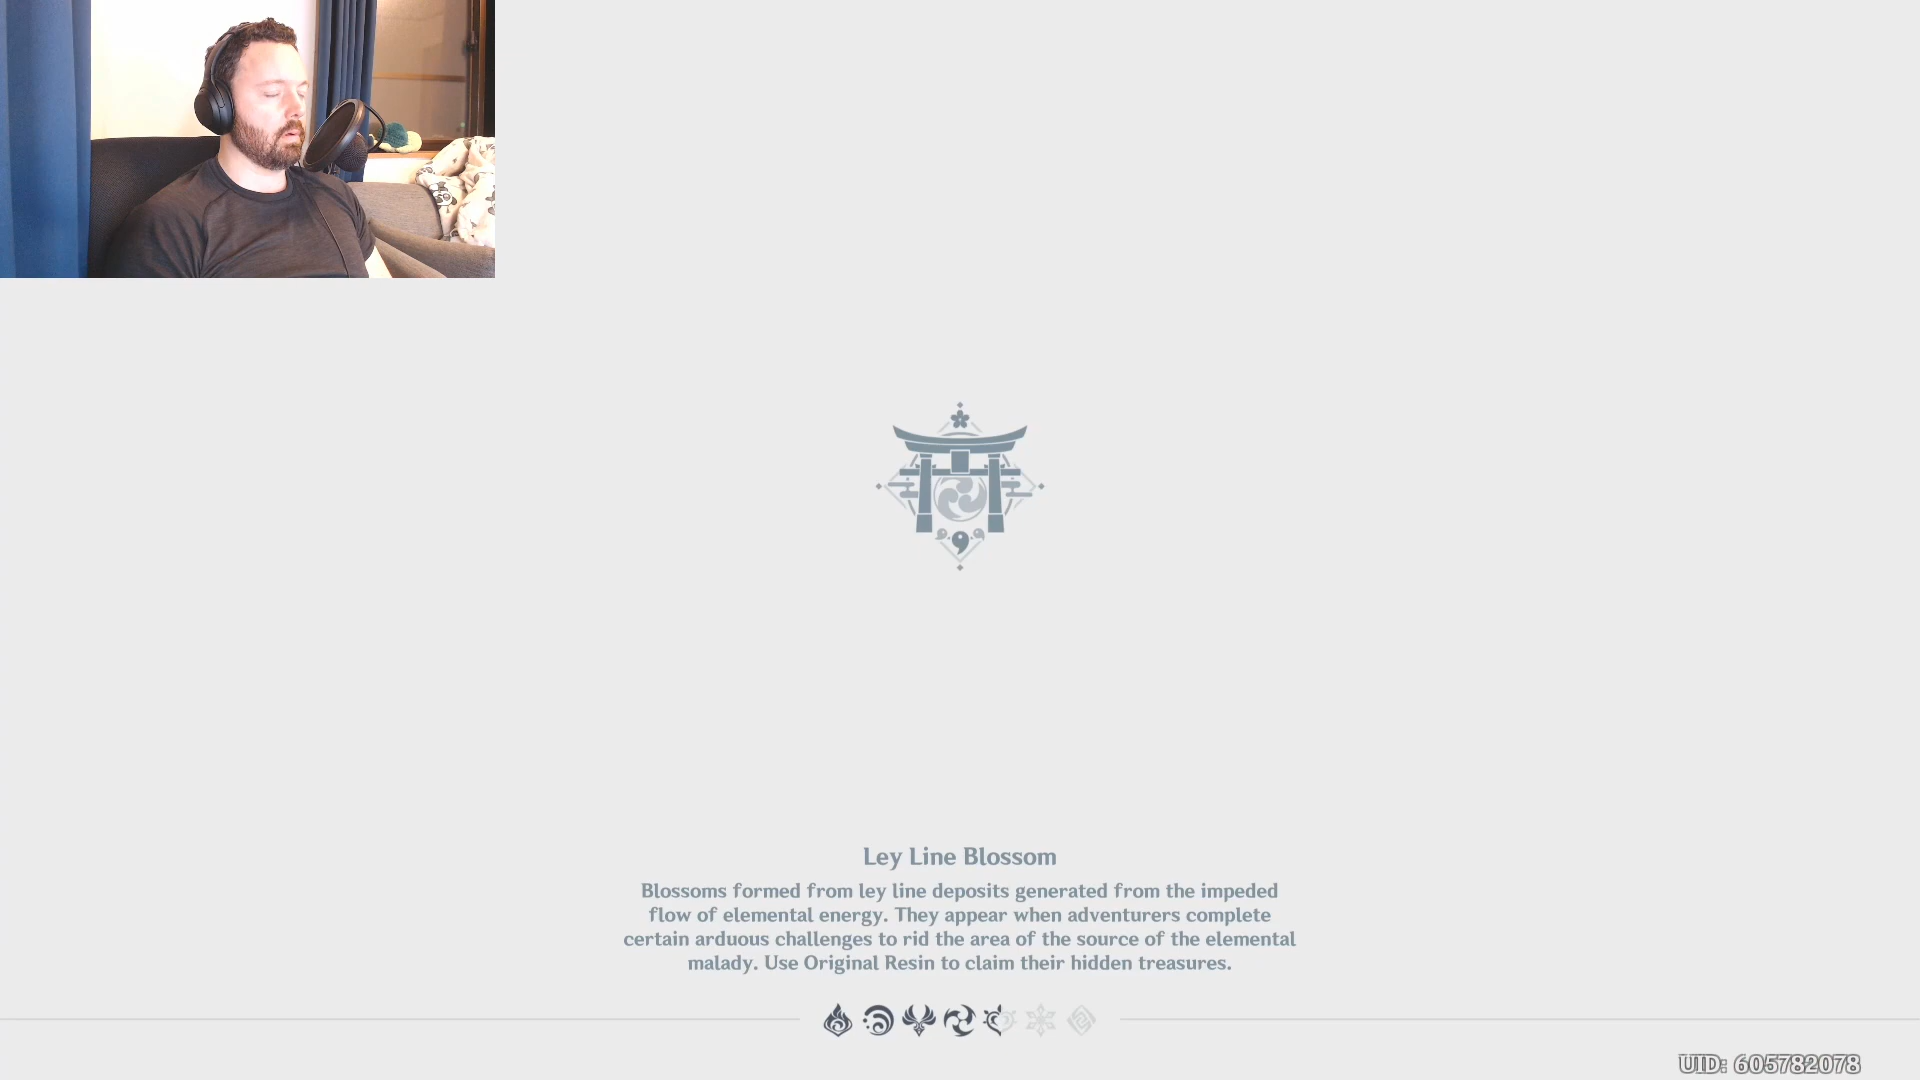 Ley Line Blossom
Blossoms formed from ley line deposits generated from the impeded
flow of elemental energy. They appear when adventurers complete
certain arduous challenges to rid the area of the source of the elemental
malady. Use Original Resin to claim their hidden treasures.
UID: 605782078